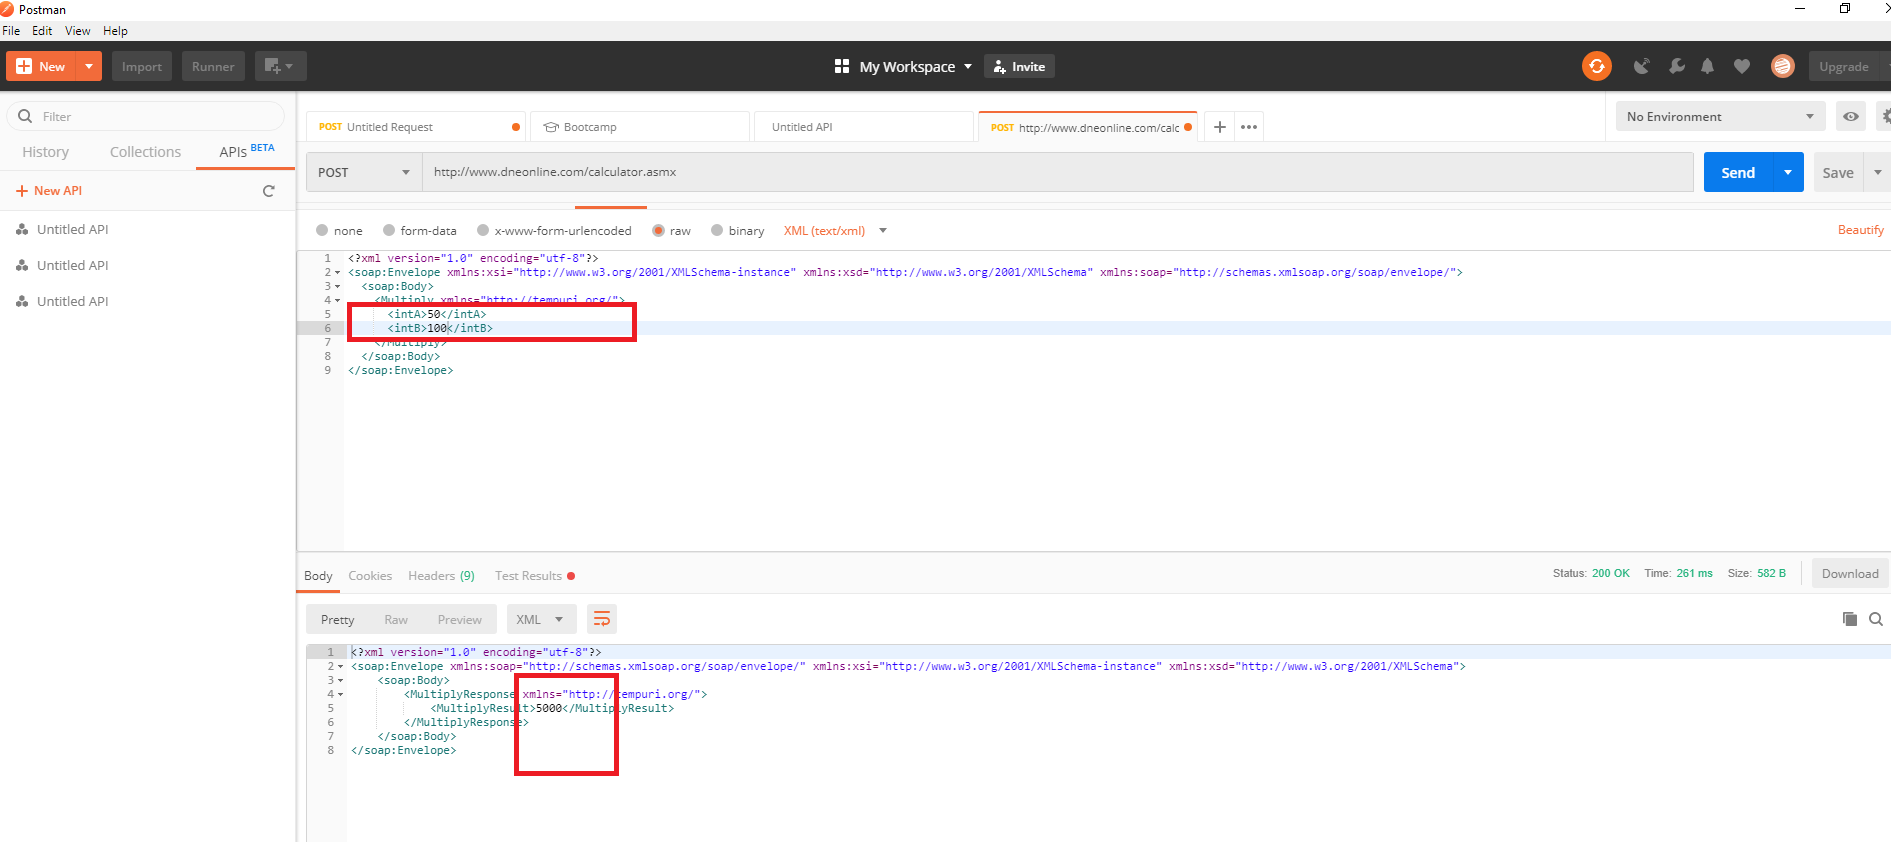 Postman
File Edit View Help
New Import Runner My Workspace Invite Upgrade
Filter
History Collections APIs BETA
New API
Untitled API
Untitled API
Untitled API
POST Untitled Request Bootcamp Untitled API POST http://www.dneonline.com/calc
No Environment
POST http://www.dneonline.com/calculator.asmx Send Save
none form-data x-www-form-urlencoded raw binary XML (text/xml) Beautify
1 <?xml version="1.0" encoding="utf-8"?>
2 <soap:Envelope xmlns:xsi="http://www.w3.org/2001/XMLSchema-instance" xmlns:xsd="http://www.w3.org/2001/XMLSchema" xmlns:soap="http://schemas.xmlsoap.org/soap/envelope/">
3 <soap:Body>
4 <Multiply xmlns="http://tempuri.org/">
5 <intA>50</intA>
6 <intB>100</intB>
7 </Multiply>
8 </soap:Body>
9 </soap:Envelope>
Body Cookies Headers (9) Test Results Status: 200 OK Time: 261 ms Size: 582 B Download
Pretty Raw Preview XML
1 <?xml version="1.0" encoding="utf-8"?>
2 <soap:Envelope xmlns:soap="http://schemas.xmlsoap.org/soap/envelope/" xmlns:xsi="http://www.w3.org/2001/XMLSchema-instance" xmlns:xsd="http://www.w3.org/2001/XMLSchema">
3 <soap:Body>
4 <MultiplyResponse xmlns="http://tempuri.org/">
5 <MultiplyResult>5000</MultiplyResult>
6 </MultiplyResponse>
7 </soap:Body>
8 </soap:Envelope>